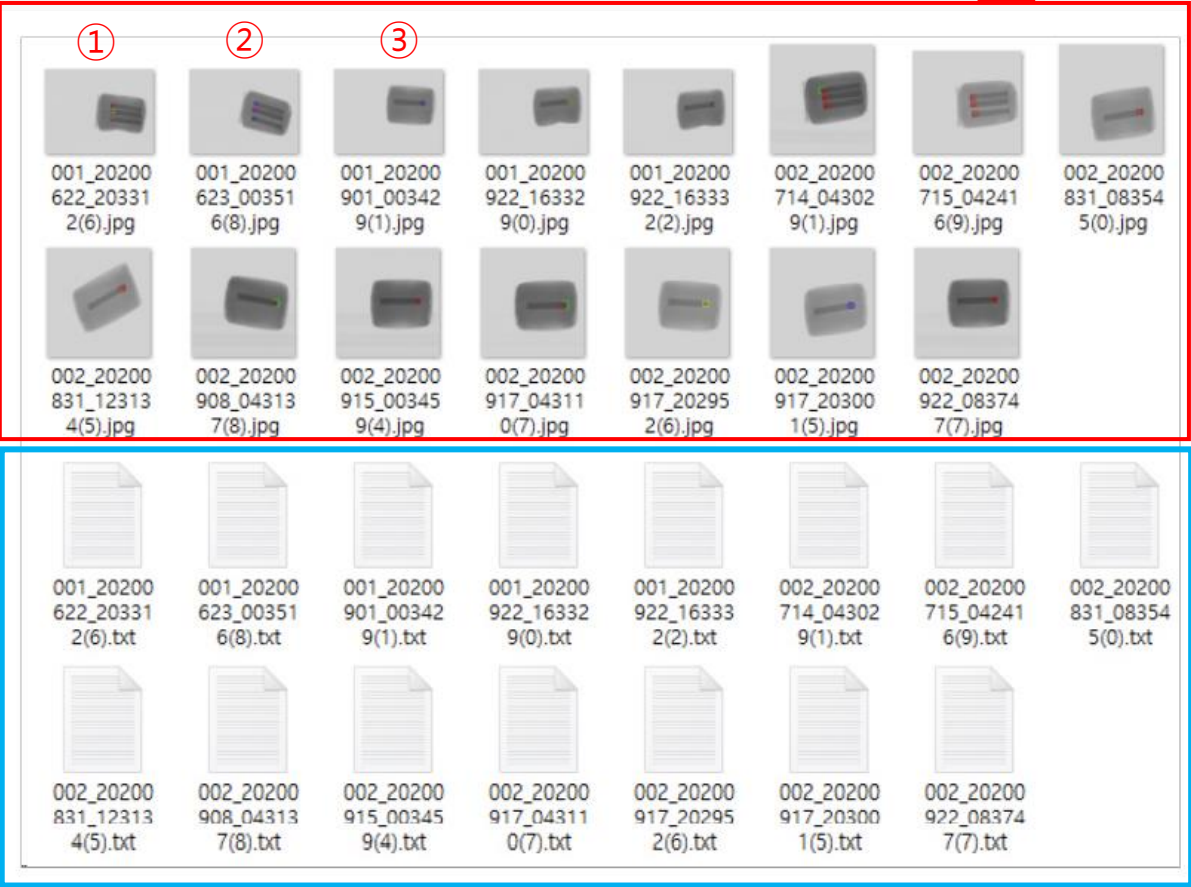 ① ② ③
001_20200 001_20200 001_20200 001_20200 001_20200 002_20200 002_20200 002_20200
622_20331 623_00351 901_00342 922_16332 922_16333 714_04302 715_04241 831_08354
2(6).jpg 6(8).jpg 9(1).jpg 9(0).jpg 2(2).jpg 9(1).jpg 6(9).jpg 5(0).jpg
002_20200 002_20200 002_20200 002_20200 002_20200 002_20200 002_20200
831_12313 908_04313 915_00345 917_04311 917_20295 917_20300 922_08374
4(5).jpg 7(8).jpg 9(4).jpg 0(7).jpg 2(6).jpg 1(5).jpg 7(7).jpg
001_20200 001_20200 001_20200 001_20200 001_20200 002_20200 002_20200 002_20200
622_20331 623_00351 901_00342 922_16332 922_16333 714_04302 715_04241 831_08354
2(6).txt 6(8).txt 9(1).txt 9(0).txt 2(2).txt 9(1).txt 6(9).txt 5(0).txt
002_20200 002_20200 002_20200 002_20200 002_20200 002_20200 002_20200
831_12313 908_04313 915_00345 917_04311 917_20295 917_20300 922_08374
4(5).txt 7(8).txt 9(4).txt 0(7).txt 2(6).txt 1(5).txt 7(7).txt